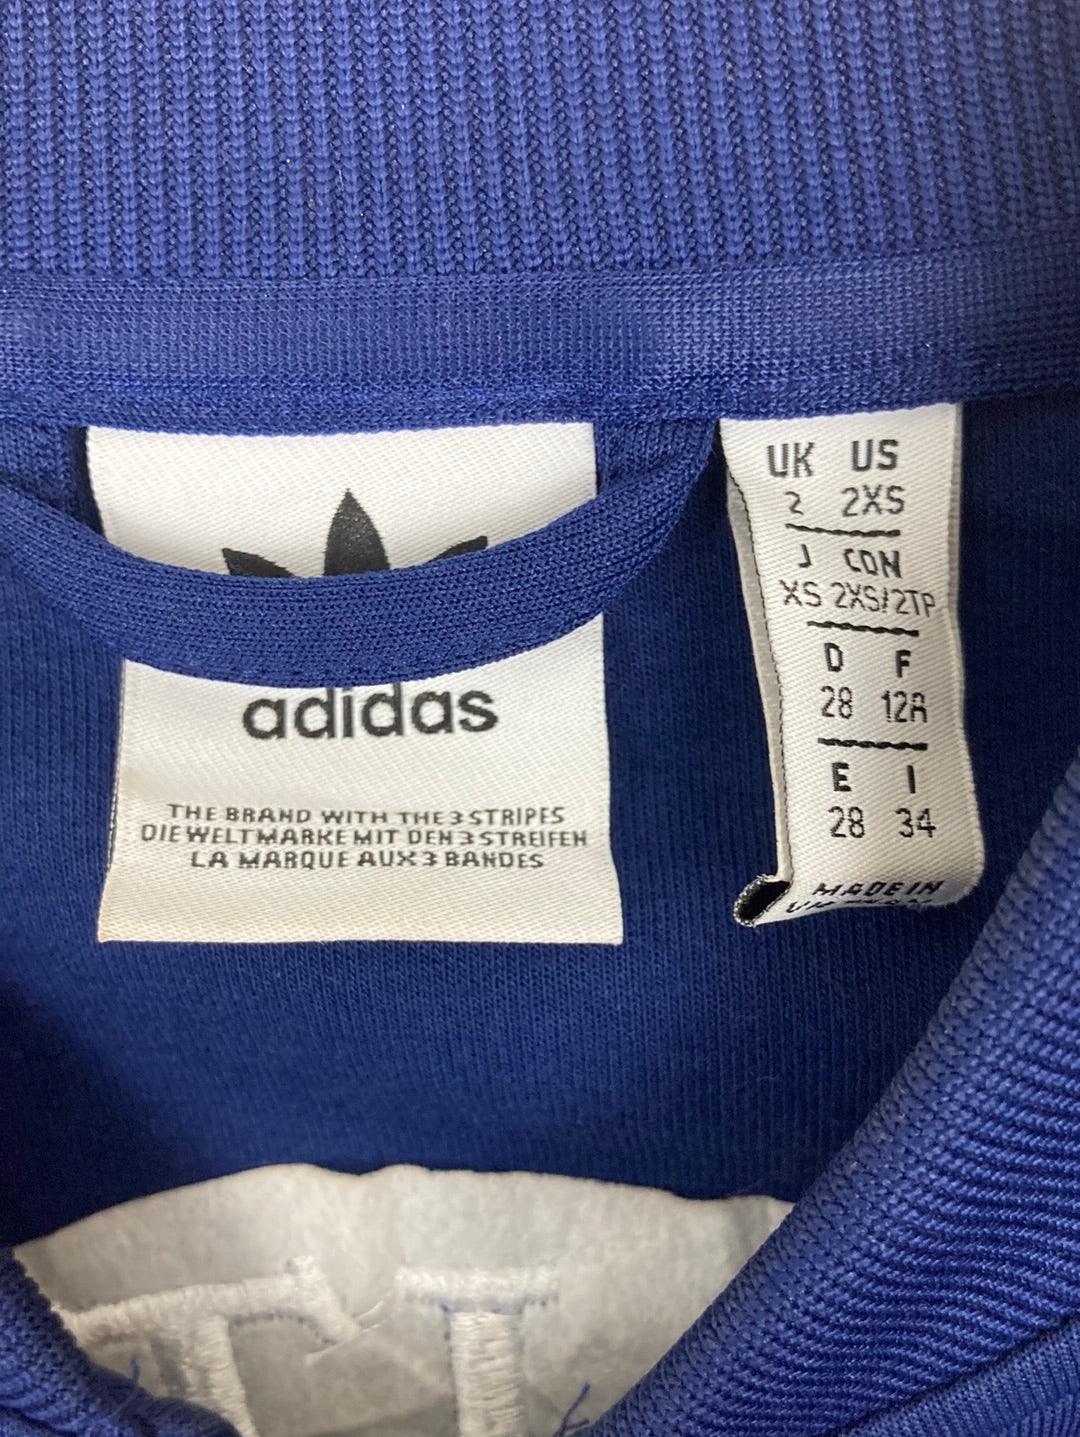 adidas
THE BRAND WITH THE 3 STRIPES
DIE WELTMARKE MIT DEN 3 STREIFEN
LA MARQUE AUX 3 BANDES
UK US
2 2XS
J CON
XS 2XS/2TP
D F
28 12A
E I
28 34
MADE IN